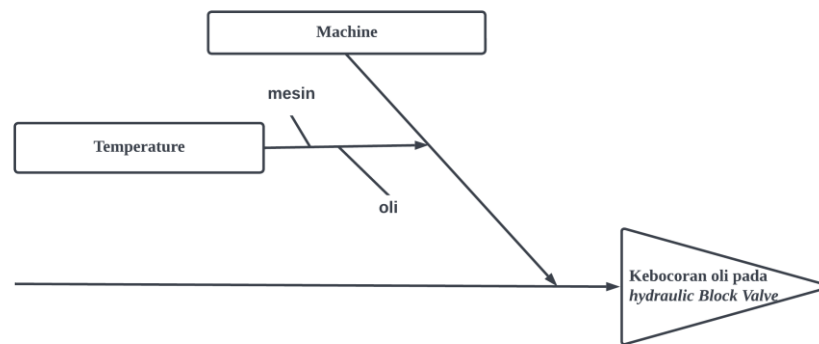 Machine
mesin
Temperature
oli
Kebocoran oli pada
hydraulic Block Valve